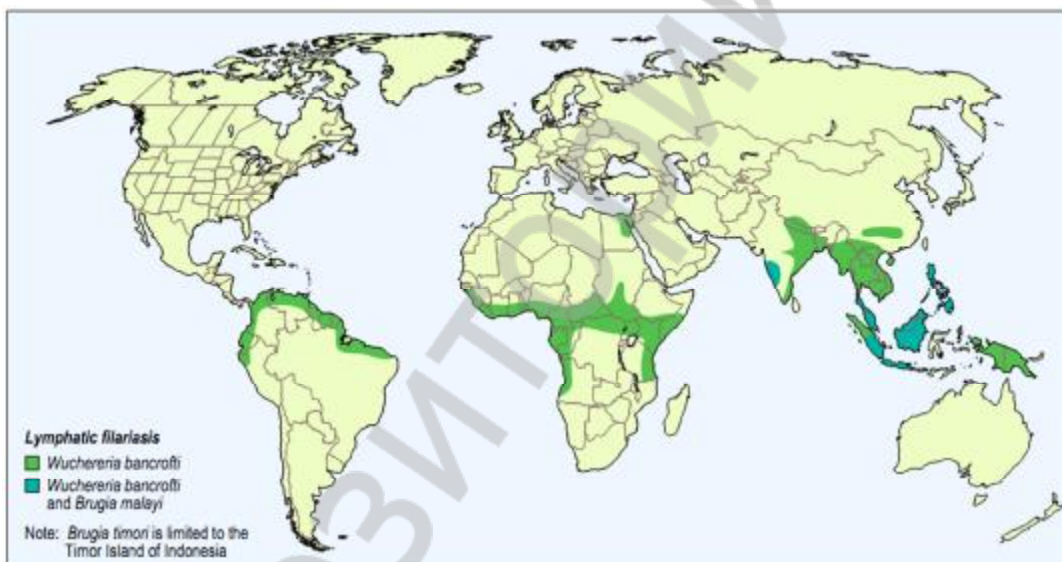 Lymphatic filariasis
Wuchereria bancrofti
Wuchereria bancrofti
and Brugia malayi
Note: Brugia timori is limited to the
Timor Island of Indonesia